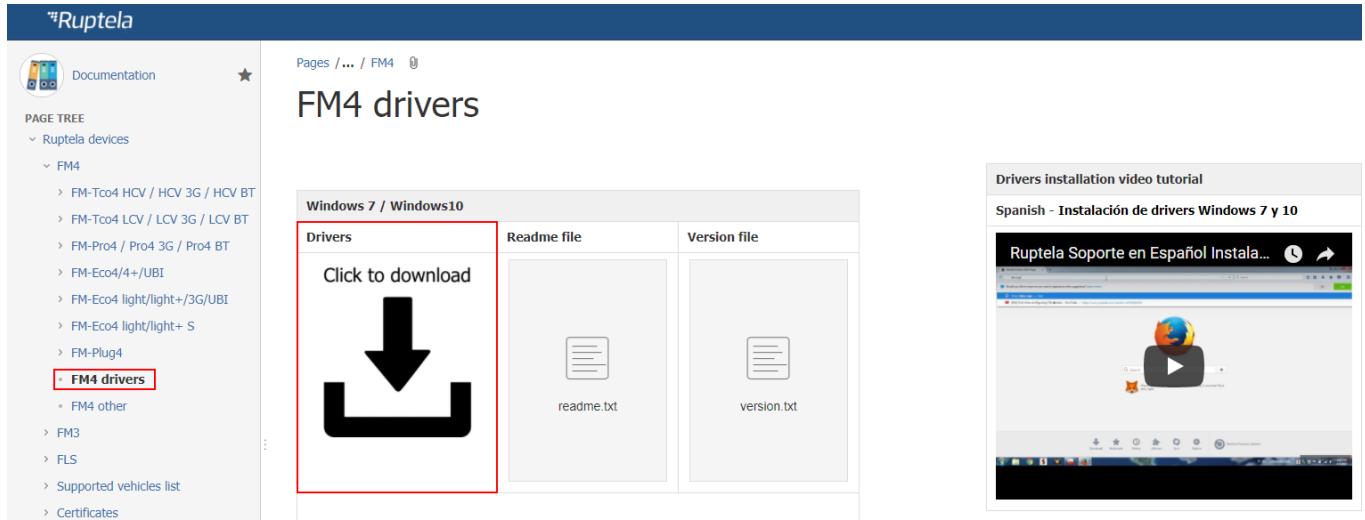 Ruptela
Documentation
PAGE TREE
Ruptela devices
FM4
FM-Tco4 HCV / HCV 3G / HCV BT
FM-Tco4 LCV / LCV 3G / LCV BT
FM-Pro4 / Pro4 3G / Pro4 BT
FM-Eco4/4+/UBI
FM-Eco4 light/light+/3G/UBI
FM-Eco4 light/light+ S
FM-Plug4
FM4 drivers
FM4 other
FM3
FLS
Supported vehicles list
Certificates
Pages /... / FM4
FM4 drivers
Windows 7 / Windows10
Drivers Readme file Version file
Click to download
readme.txt version.txt
Drivers installation video tutorial
Spanish - Instalación de drivers Windows 7 y 10
Ruptela Soporte en Español Instala...